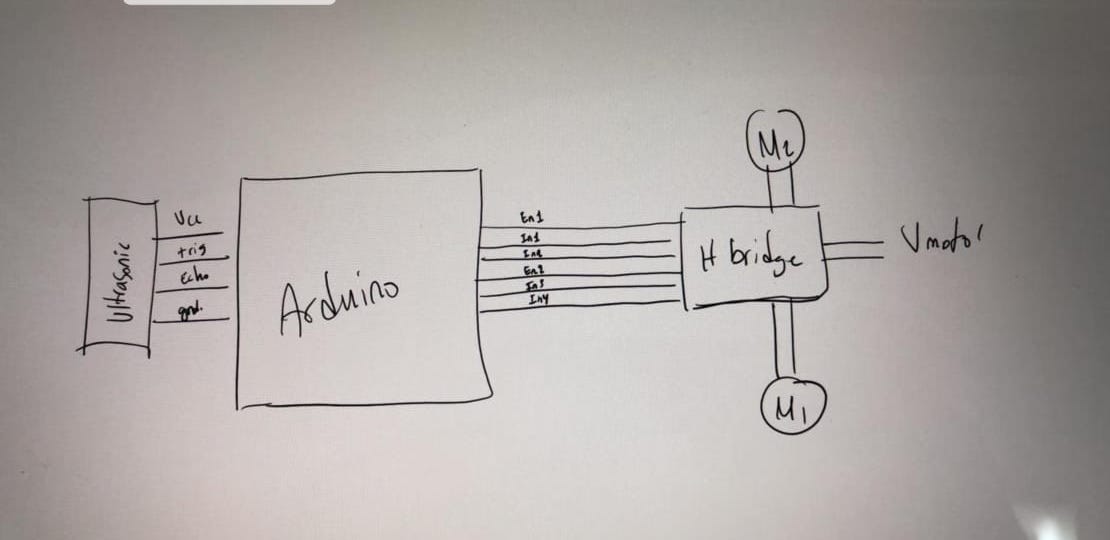 Ultrasonic
Vcc
trig
Echo
gnd.
Arduino
En1
In1
In2
En2
In3
In4
H bridge
M2
M1
Vmotor